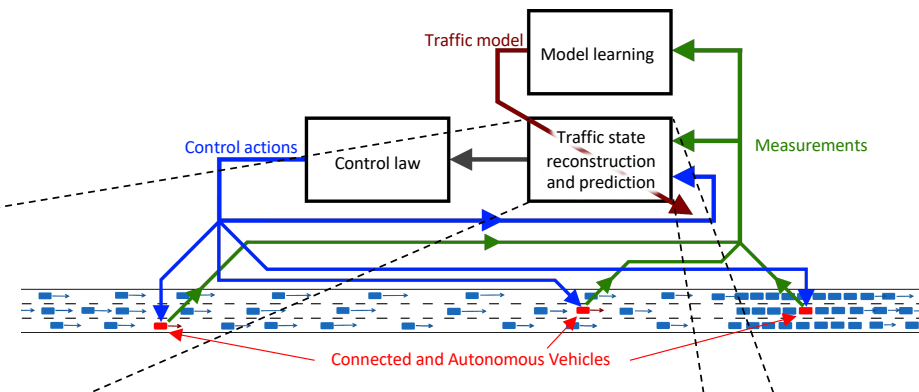 Traffic model
Model learning
Control actions
Control law
Traffic state
reconstruction
and prediction
Measurements
Connected and Autonomous Vehicles